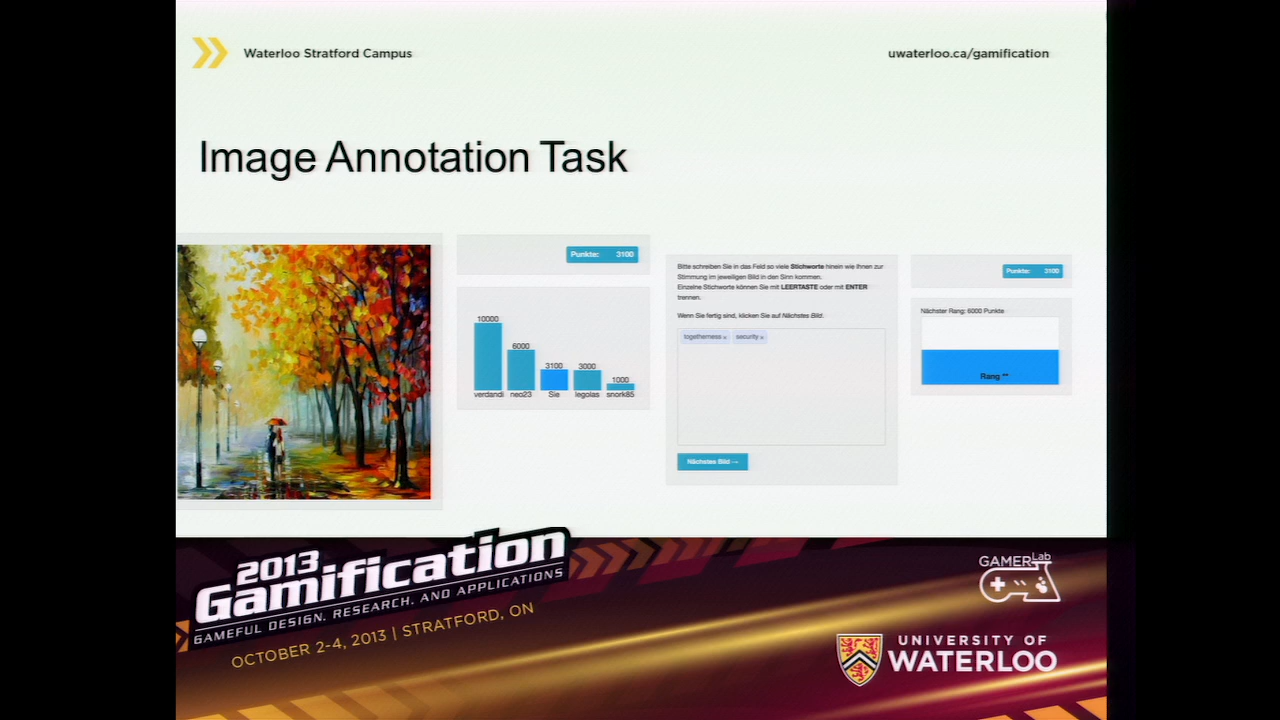 Waterloo Stratford Campus
uwaterloo.ca/gamification
Image Annotation Task
Punkte: 3100
10000
6000
3100
3000
1000
verdandi neo23 Sie legolas snork85
Bitte schreiben Sie in das Feld so viele Stichworte hinein wie Ihnen zur
Stimmung im jeweiligen Bild in den Sinn kommen.
Einzelne Stichworte können Sie mit LEERTASTE oder mit ENTER
trennen.
Wenn Sie fertig sind, klicken Sie auf Nächstes Bild.
togetherness x security x
Nächstes Bild →
Punkte: 3100
Nächster Rang: 6000 Punkte
Rang **
2013
Gamification
GAMEFUL DESIGN, RESEARCH, AND APPLICATIONS
OCTOBER 2-4, 2013 | STRATFORD, ON
GAMER Lab
UNIVERSITY OF
WATERLOO